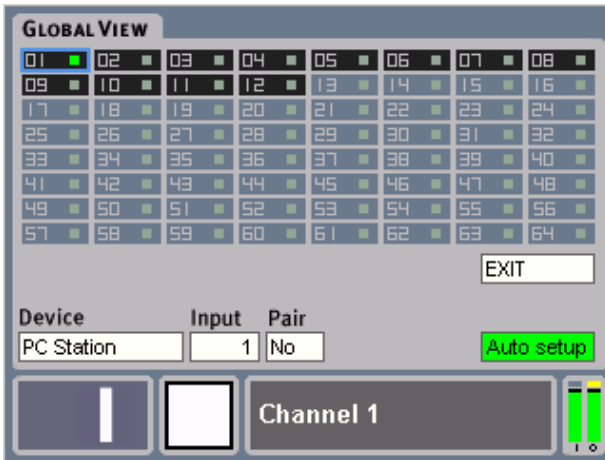 GLOBAL VIEW
01 02 03 04 05 06 07 08
09 10 11 12 13 14 15 16
17 18 19 20 21 22 23 24
25 26 27 28 29 30 31 32
33 34 35 36 37 38 39 40
41 42 43 44 45 46 47 48
49 50 51 52 53 54 55 56
57 58 59 60 61 62 63 64
EXIT
Device Input Pair
PC Station 1 No Auto setup
Channel 1
I O